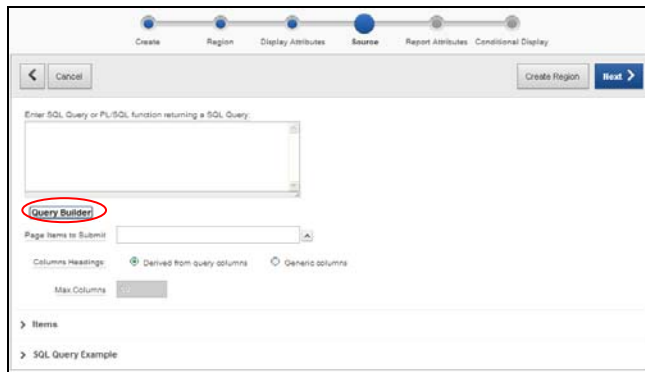 Create Region Display Attributes Source Report Attributes Conditional Display
Cancel Create Region Next
Enter SQL Query or PL/SQL function returning a SQL Query:
Query Builder
Page Items to Submit
Columns Headings: Derived from query columns Generic columns
Max Columns
Items
SQL Query Example